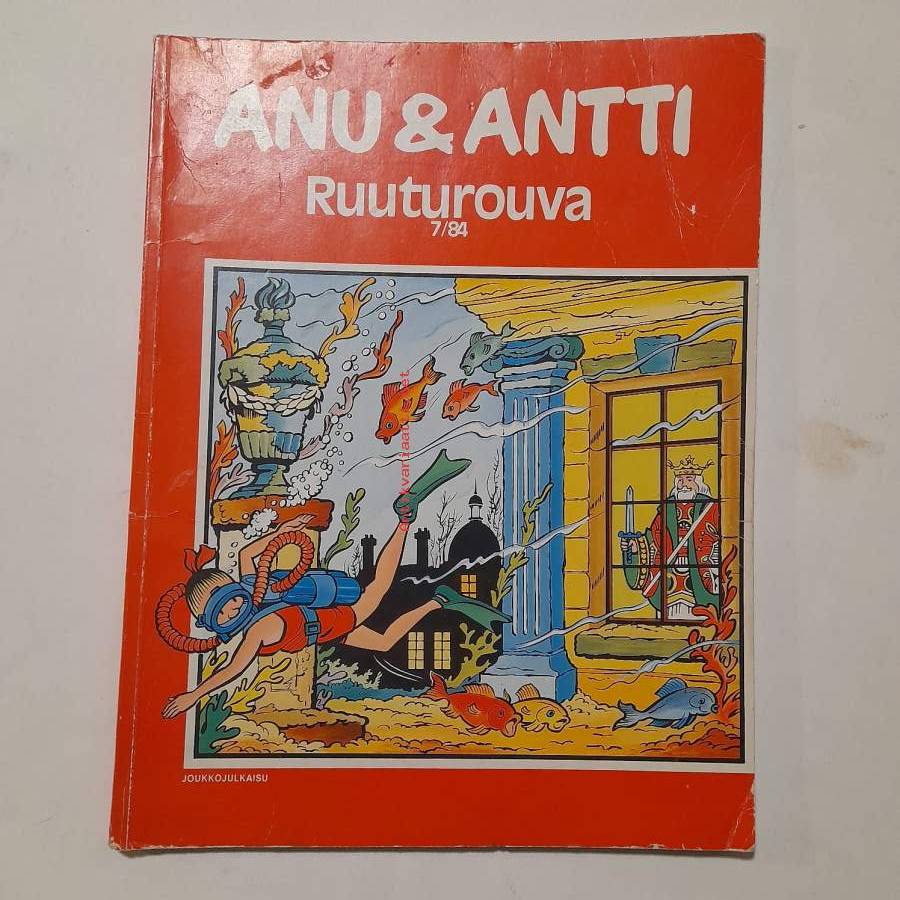 ANU & ANTTI
Ruuturouva
7/84
JOUKKOJULKAISU